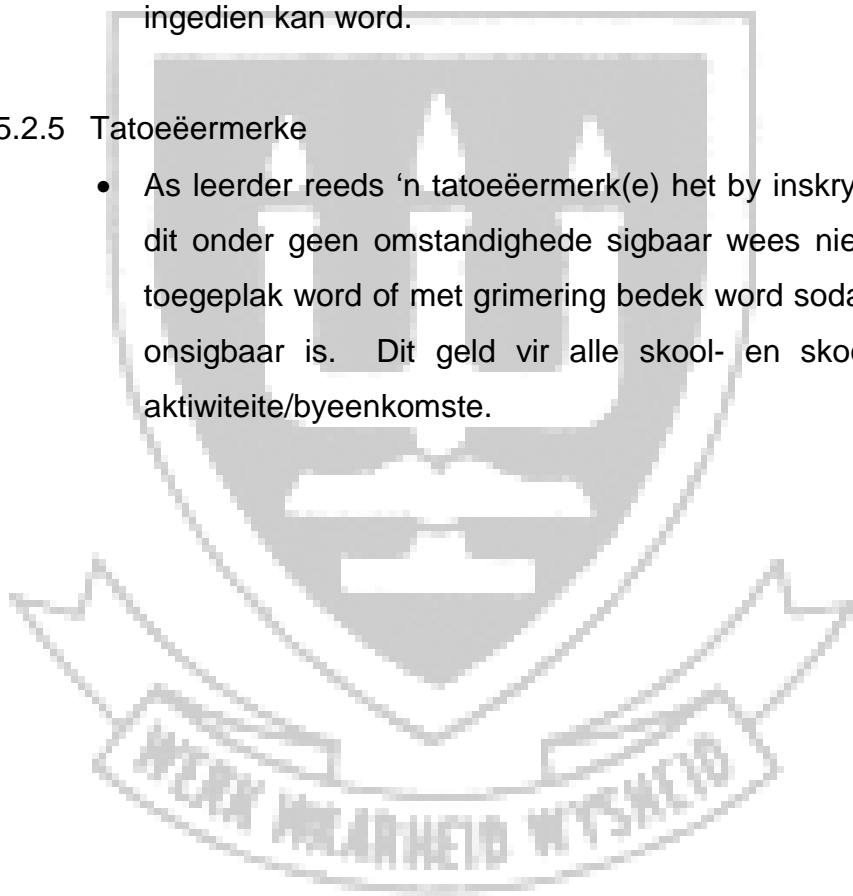 ingedien kan word.
5.2.5 Tatoeëermerke
• As leerder reeds ‘n tatoeëermerk(e) het by inskry
dit onder geen omstandighede sigbaar wees nie
toegeplak word of met grimering bedek word soda
onsigbaar is. Dit geld vir alle skool- en skoo
aktiwiteite/byeenkomste.
WERK WAARHEID WYSHEID